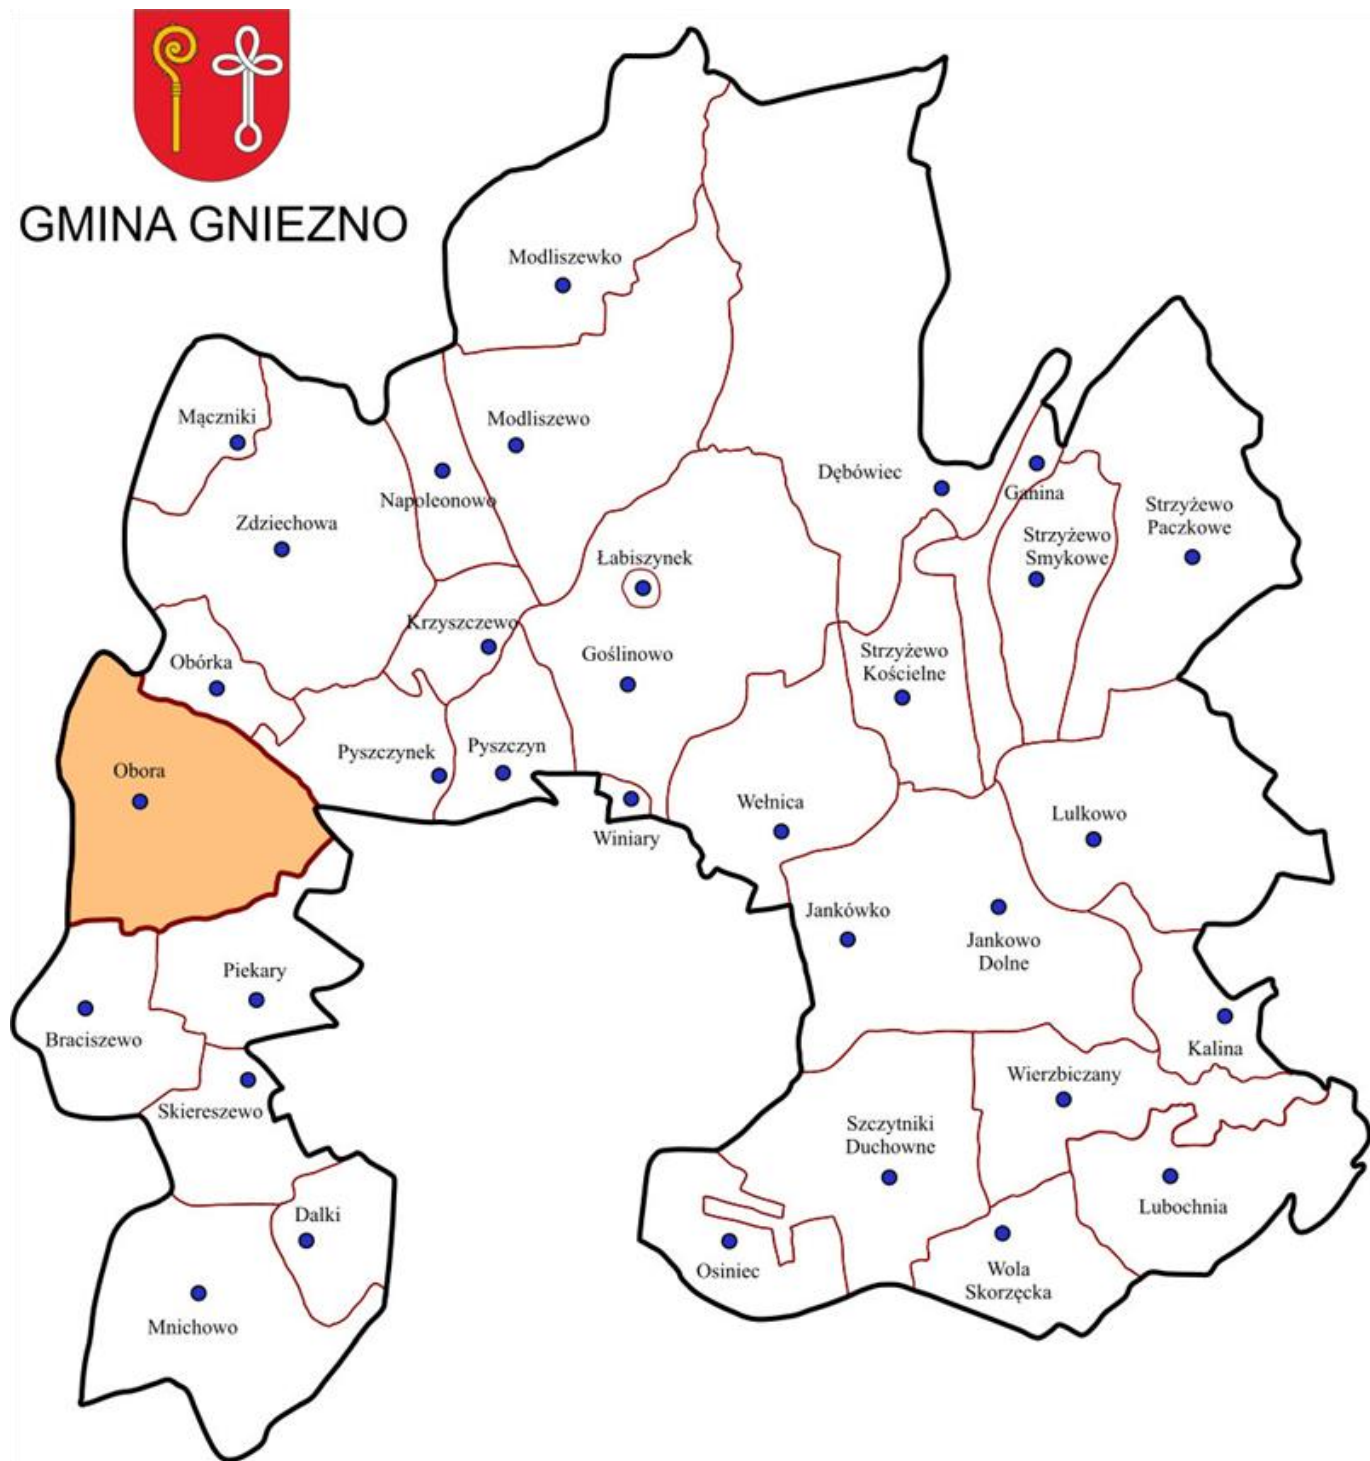 GMINA GNIEZNO
Modliszewko
Mączniki
Modliszewo
Dębówiec
Napoleonowo
Ganina
Zdziechowa
Strzyżewo
Paczkowe
Strzyżewo
Smykowe
Łabiszynek
Krzyszczewo
Obórka
Goślinowo
Strzyżewo
Kościelne
Pyszczynek
Pyszczyn
Obora
Wełnica
Winiary
Lulkowo
Jankówko
Jankowo
Dolne
Piekary
Braciszewo
Kalina
Skiereszewo
Wierzbiczany
Szczytniki
Duchowne
Dalki
Lubochnia
Osiniec
Wola
Skorzęcka
Mnichowo